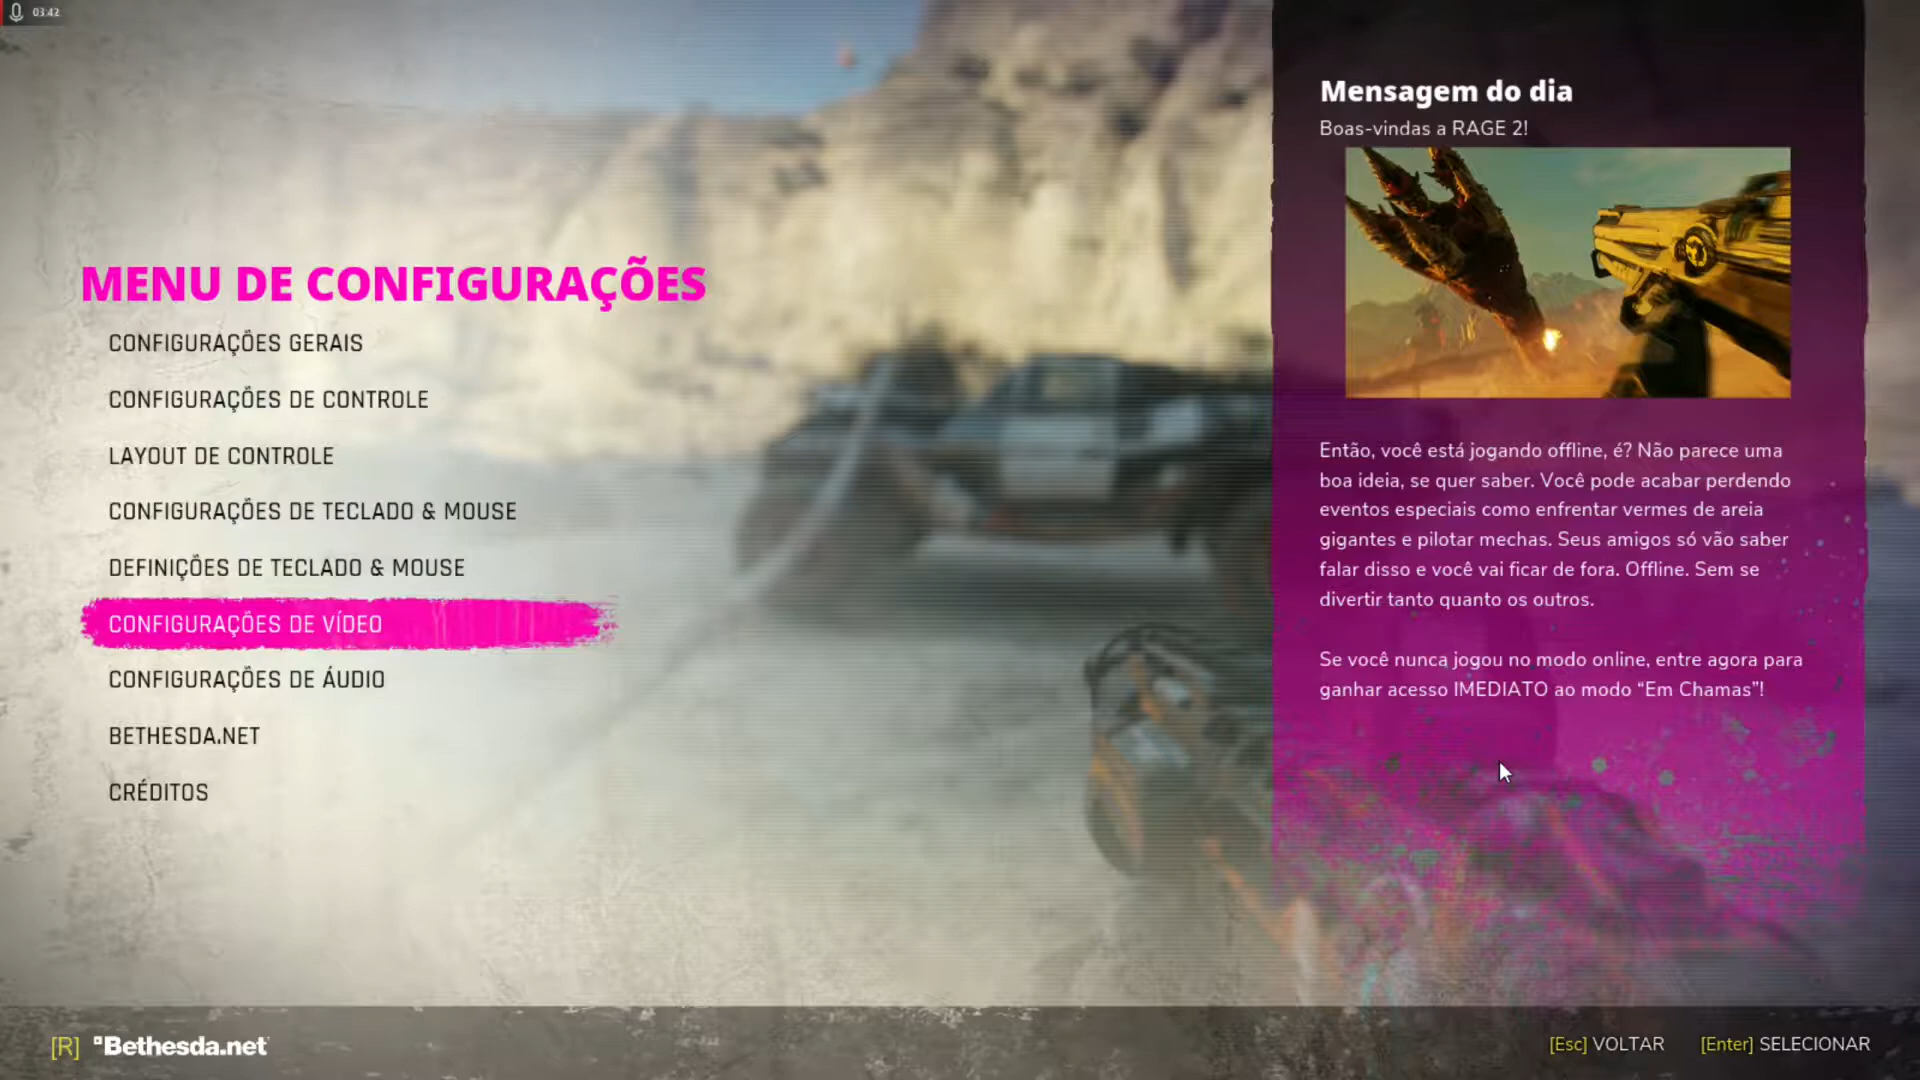 03:42
MENU DE CONFIGURAÇÕES
CONFIGURAÇÕES GERAIS
CONFIGURAÇÕES DE CONTROLE
LAYOUT DE CONTROLE
CONFIGURAÇÕES DE TECLADO & MOUSE
DEFINIÇÕES DE TECLADO & MOUSE
CONFIGURAÇÕES DE VÍDEO
CONFIGURAÇÕES DE ÁUDIO
BETHESDA.NET
CRÉDITOS
Mensagem do dia
Boas-vindas a RAGE 2!
Então, você está jogando offline, é? Não parece uma
boa ideia, se quer saber. Você pode acabar perdendo
eventos especiais como enfrentar vermes de areia
gigantes e pilotar mechas. Seus amigos só vão saber
falar disso e você vai ficar de fora. Offline. Sem se
divertir tanto quanto os outros.
Se você nunca jogou no modo online, entre agora para
ganhar acesso IMEDIATO ao modo “Em Chamas”!
[R] Bethesda.net
[Esc] VOLTAR [Enter] SELECIONAR